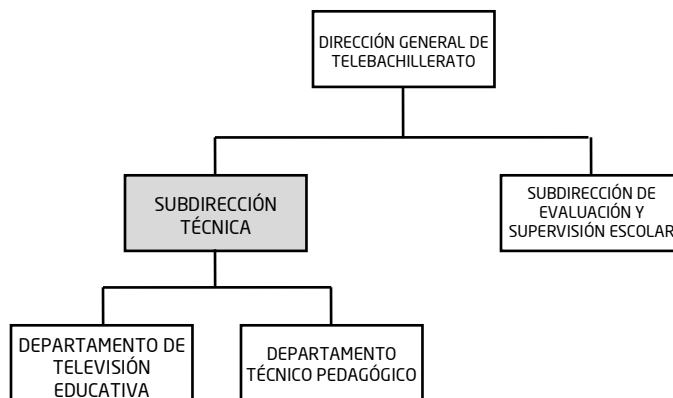 DIRECCIÓN GENERAL DE
TELEBACHILLERATO
SUBDIRECCIÓN
TÉCNICA
SUBDIRECCIÓN DE
EVALUACIÓN Y
SUPERVISIÓN ESCOLAR
DEPARTAMENTO DE
TELEVISIÓN
EDUCATIVA
DEPARTAMENTO
TÉCNICO PEDAGÓGICO